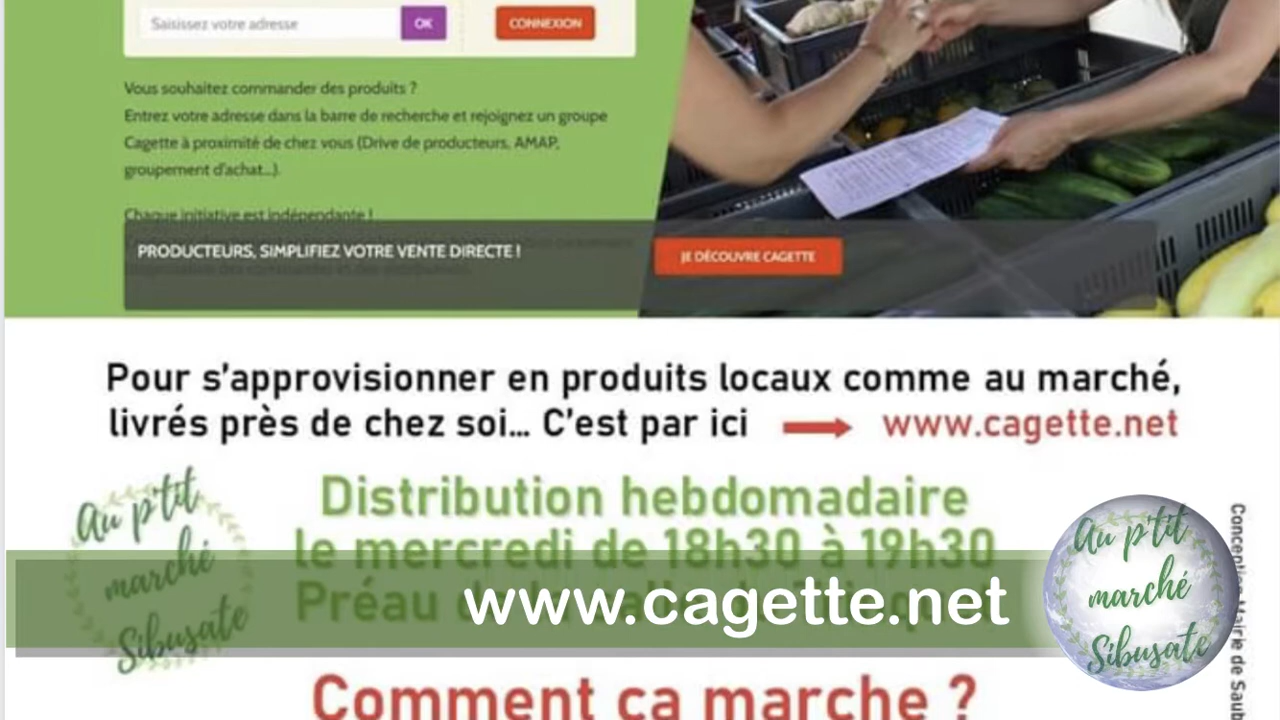 Saisissez votre adresse
OK
CONNEXION
Vous souhaitez commander des produits ?
Entrez votre adresse dans la barre de recherche et rejoignez un groupe
Cagette à proximité de chez vous (Drive de producteurs, AMAP,
groupement d'achat...).
Chaque initiative est indépendante !
PRODUCTEURS, SIMPLIFIEZ VOTRE VENTE DIRECTE !
JE DÉCOUVRE CAGETTE
Pour s'approvisionner en produits locaux comme au marché,
livrés près de chez soi... C'est par ici
www.cagette.net
Au p'tit
marché
Sibusate
Distribution hebdomadaire
le mercredi de 18h30 à 19h30
Préau
www.cagette.net
Au p'tit
marché
Sibusate
Conception Mairie de
Comment ça marche ?